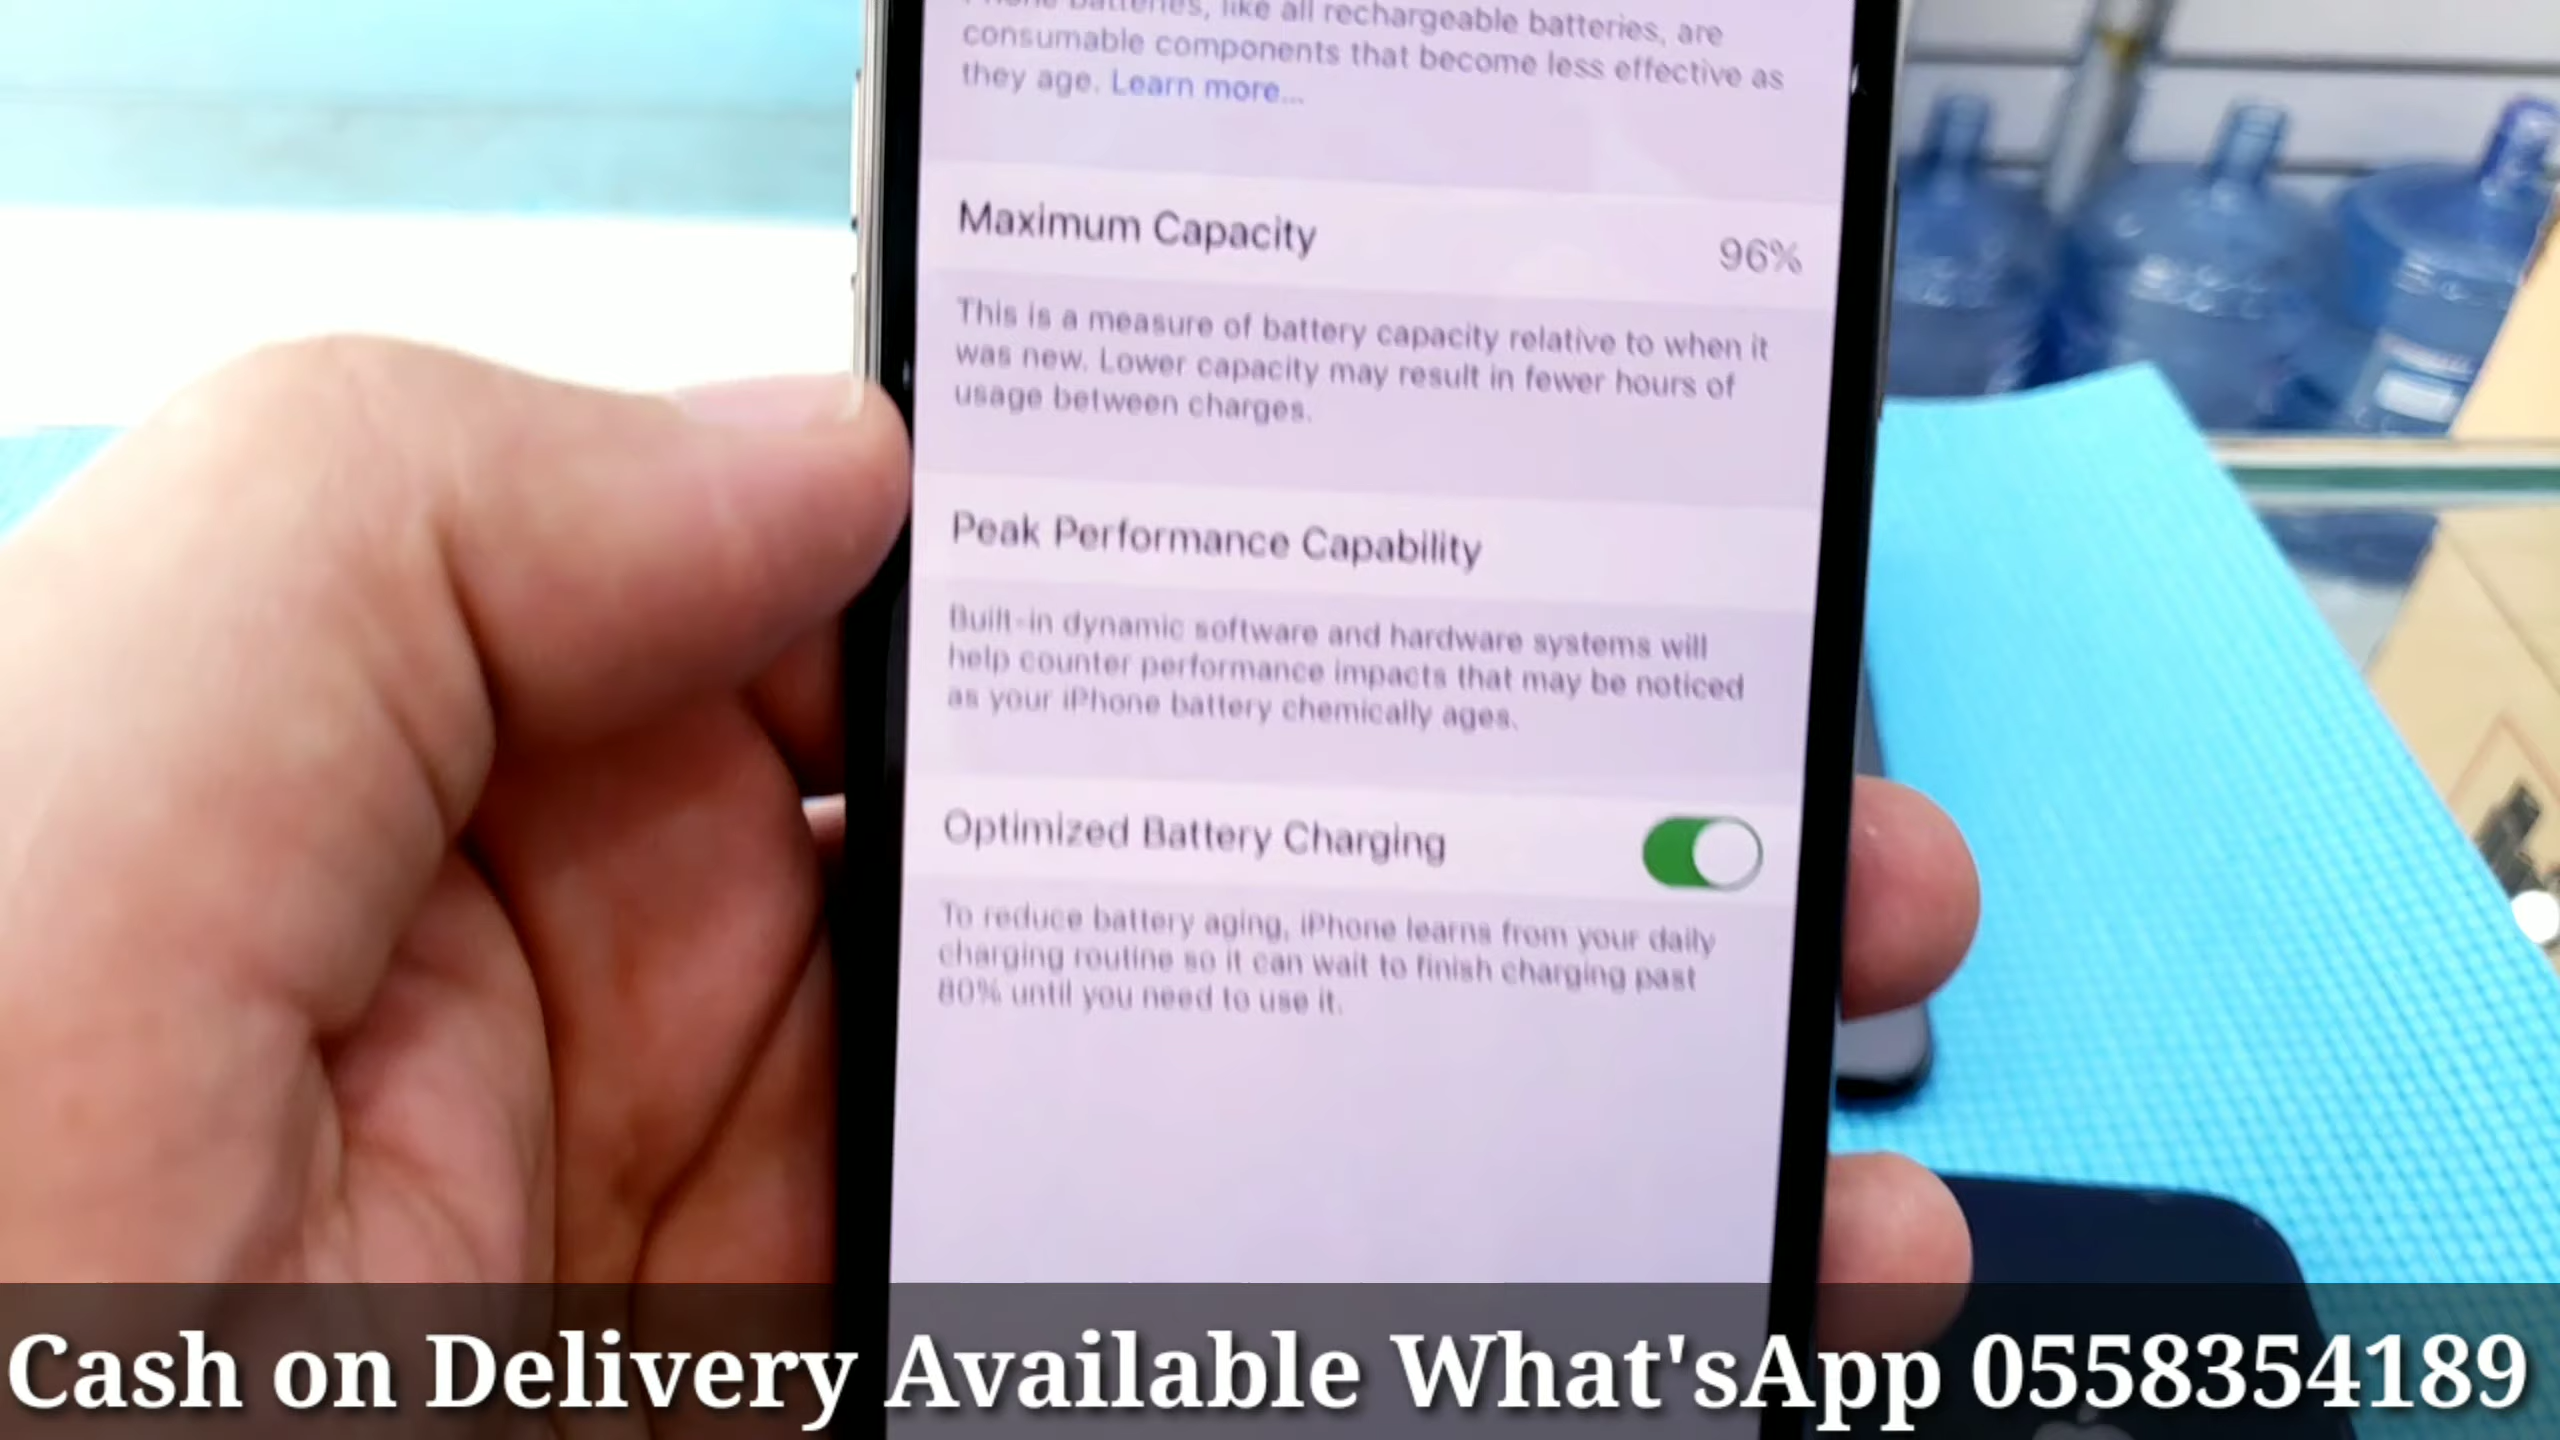 iPhone batteries, like all rechargeable batteries, are
consumable components that become less effective as
they age. Learn more...
Maximum Capacity 96%
This is a measure of battery capacity relative to when it
was new. Lower capacity may result in fewer hours of
usage between charges.
Peak Performance Capability
Built-in dynamic software and hardware systems will
help counter performance impacts that may be noticed
as your iPhone battery chemically ages.
Optimized Battery Charging
To reduce battery aging, iPhone learns from your daily
charging routine so it can wait to finish charging past
80% until you need to use it.
Cash on Delivery Available What'sApp 0558354189